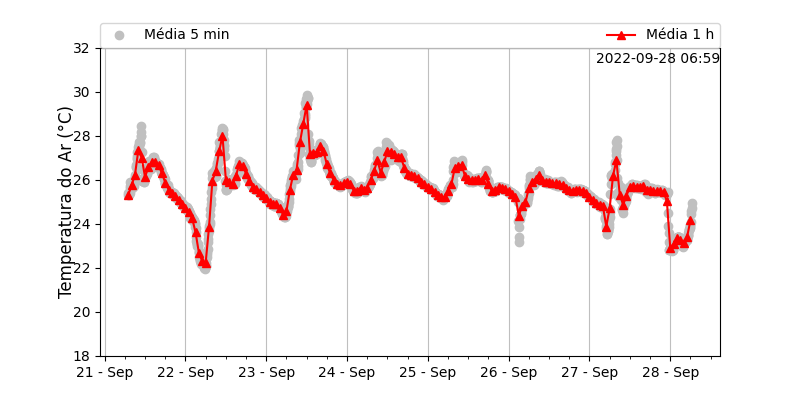 Média 5 min
Média 1 h
2022-09-28 06:59
Temperatura do Ar (°C)
32
30
28
26
24
22
20
18
21 - Sep
22 - Sep
23 - Sep
24 - Sep
25 - Sep
26 - Sep
27 - Sep
28 - Sep